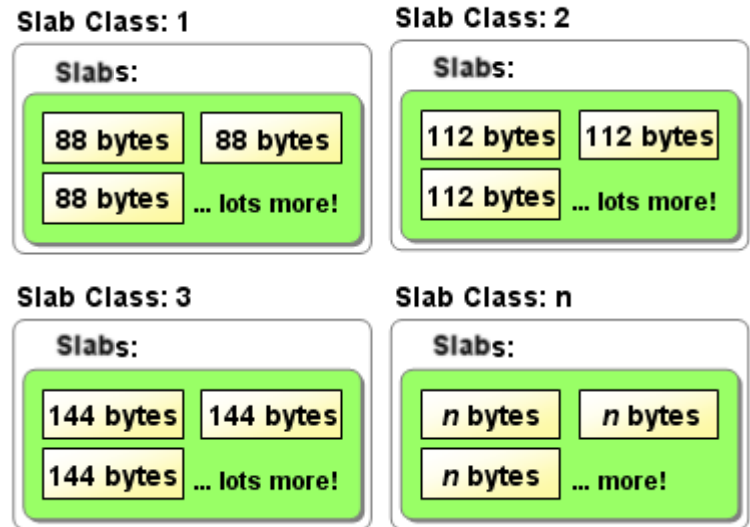 Slab Class: 1
Slabs:
88 bytes 88 bytes
88 bytes ... lots more!
Slab Class: 2
Slabs:
112 bytes 112 bytes
112 bytes ... lots more!
Slab Class: 3
Slabs:
144 bytes 144 bytes
144 bytes ... lots more!
Slab Class: n
Slabs:
n bytes n bytes
n bytes ... more!